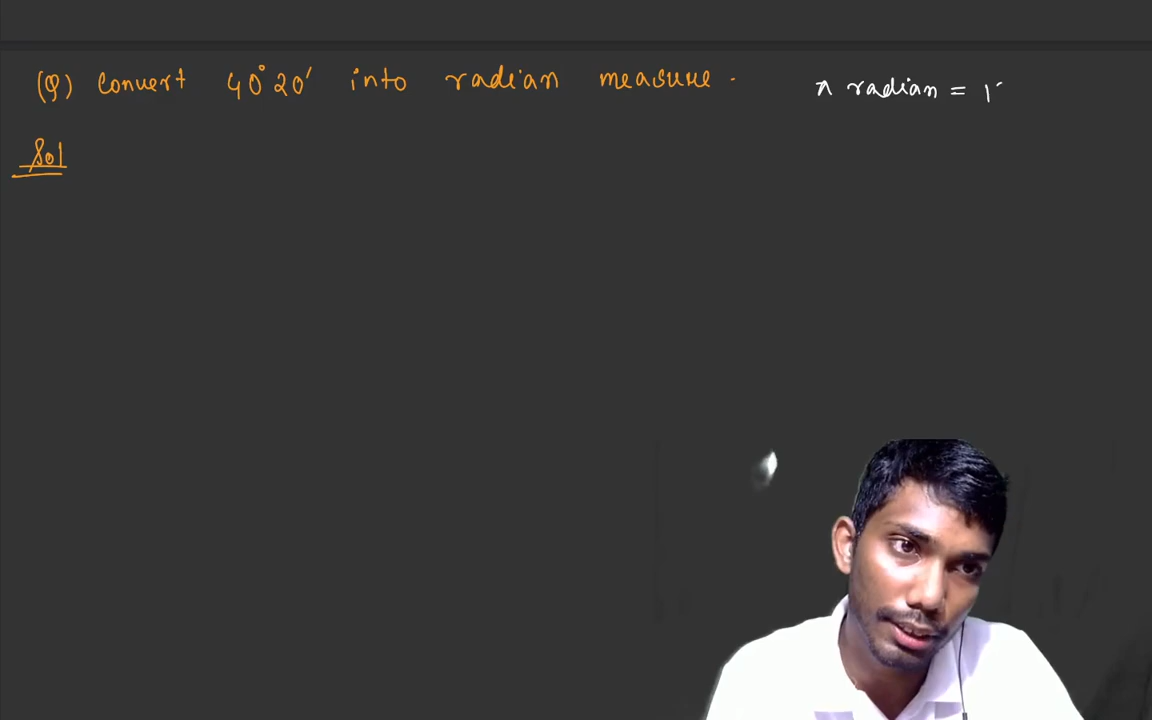 (Q) convert 40° 20′ into radian measure.
π radian = 1
Sol